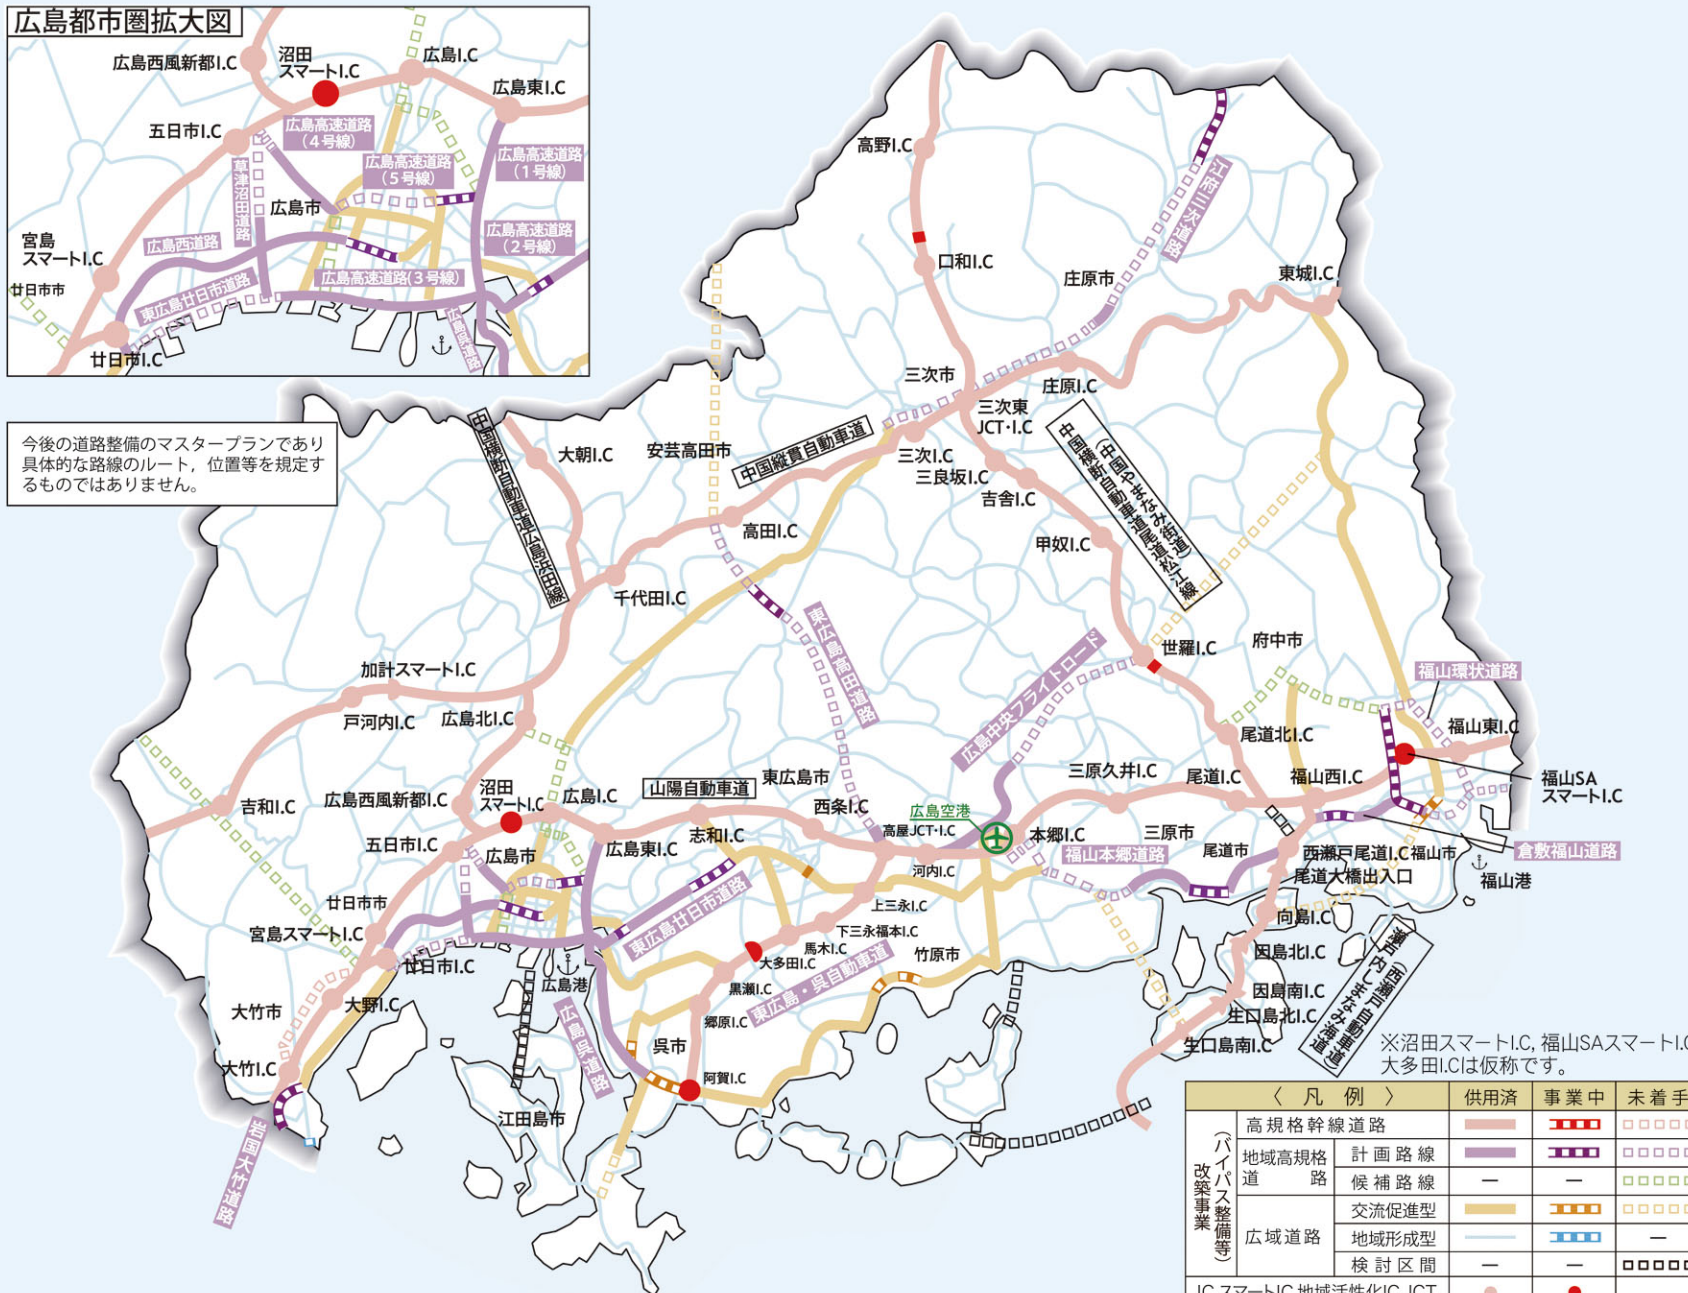 広島都市圏拡大図
広島西風新都I.C
沼田
スマートI.C
広島I.C
広島東I.C
五日市I.C
広島高速道路
(4号線)
広島高速道路
(5号線)
広島高速道路
(1号線)
草津沼田道路
広島市
広島高速道路
(2号線)
宮島
スマートI.C
広島西道路
広島高速道路(3号線)
廿日市市
東広島廿日市道路
広島呉道路
廿日市I.C
今後の道路整備のマスタープランであり
具体的な路線のルート，位置等を規定す
るものではありません。
高野I.C
江府三次道路
口和I.C
庄原市
東城I.C
三次市
庄原I.C
三次東
JCT・I.C
中国横断自動車道広島浜田線
大朝I.C
安芸高田市
中国縦貫自動車道
三次I.C
三良坂I.C
吉舎I.C
(中国やまなみ街道)
中国横断自動車道尾道松江線
高田I.C
甲奴I.C
千代田I.C
東広島高田道路
広島中央フライトロード
世羅I.C
府中市
福山環状道路
加計スマートI.C
戸河内I.C
広島北I.C
尾道北I.C
福山東I.C
吉和I.C
広島西風新都I.C
沼田
スマートI.C
広島I.C
山陽自動車道
東広島市
西条I.C
三原久井I.C
尾道I.C
福山西I.C
福山SA
スマートI.C
広島空港
五日市I.C
広島市
広島東I.C
志和I.C
高屋JCT・I.C
本郷I.C
三原市
福山本郷道路
尾道市
西瀬戸尾道I.C
福山市
倉敷福山道路
河内I.C
尾道大橋出入口
福山港
廿日市市
宮島スマートI.C
東広島廿日市道路
上三永I.C
下三永福本I.C
向島I.C
廿日市I.C
広島港
馬木I.C
大多田I.C
竹原市
因島北I.C
大竹市
大野I.C
黒瀬I.C
東広島・呉自動車道
因島南I.C
瀬戸内しまなみ海道
(西瀬戸自動車道)
広島呉道路
郷原I.C
生口島北I.C
大竹I.C
呉市
生口島南I.C
阿賀I.C
江田島市
岩国大竹道路
※沼田スマートI.C, 福山SAスマートI.C
大多田I.Cは仮称です。
〈 凡 例 〉 供用済 事業中 未着手
改築事業
(バイパス整備等)
高規格幹線道路
地域高規格
道 路
計画路線
候補路線 ー ー
広域道路
交流促進型
地域形成型 ー
検討区間 ー ー
IC,スマートIC,地域活性化IC,JCT